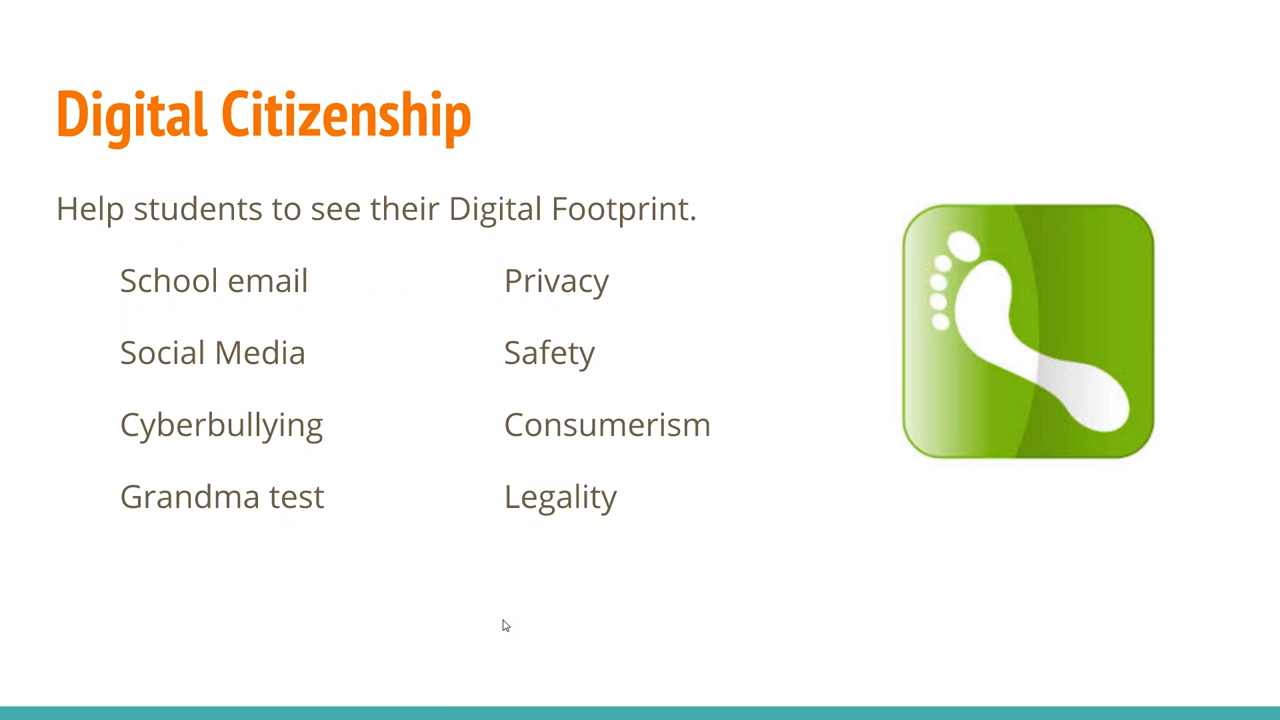 Digital Citizenship
Help students to see their Digital Footprint.
School email
Privacy
Social Media
Safety
Cyberbullying
Consumerism
Grandma test
Legality